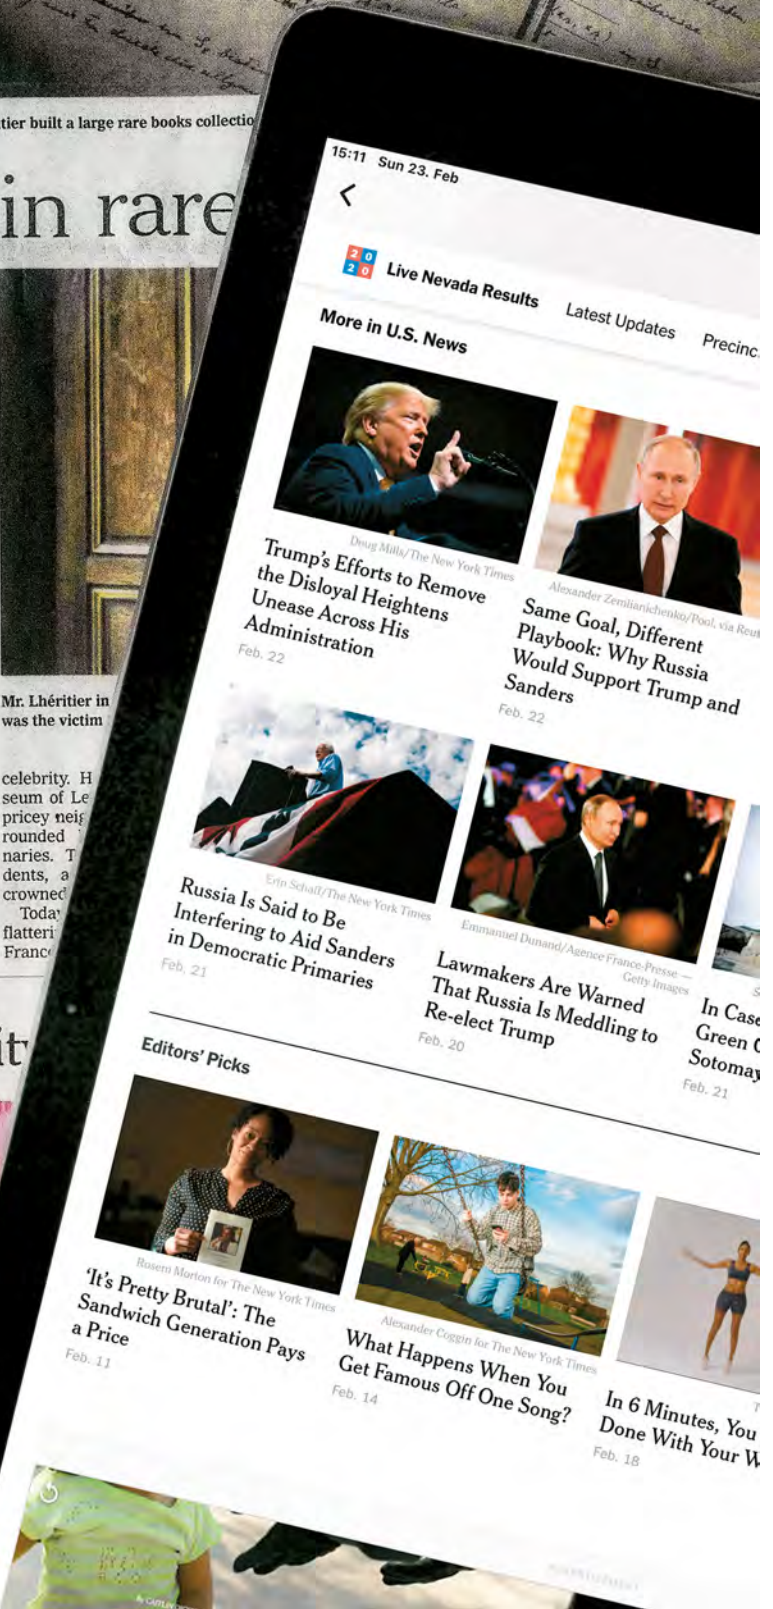 tier built a large rare books collectio
in rare
Mr. Lhéritier in
was the victim
celebrity. H
seum of Le
pricey neig
rounded
naries. T
dents, a
crowned
Today
flatteri
France
it
15:11 Sun 23. Feb
2020
Live Nevada Results Latest Updates Precinc
More in U.S. News
Doug Mills/The New York Times
Trump's Efforts to Remove
the Disloyal Heightens
Unease Across His
Administration
Feb. 22
Alexander Zemlianichenko/Pool, via Reut
Same Goal, Different
Playbook: Why Russia
Would Support Trump and
Sanders
Feb. 22
Erin Schaff/The New York Times
Russia Is Said to Be
Interfering to Aid Sanders
in Democratic Primaries
Feb. 21
Emmanuel Dunand/Agence France-Presse —
Getty Images
Lawmakers Are Warned
That Russia Is Meddling to
Re-elect Trump
Feb. 20
S
In Case
Green C
Sotomay
Feb. 21
Editors' Picks
Rosem Morton for The New York Times
'It's Pretty Brutal': The
Sandwich Generation Pays
a Price
Feb. 11
Alexander Coggin for The New York Times
What Happens When You
Get Famous Off One Song?
Feb. 14
T
In 6 Minutes, You
Done With Your W
Feb. 18
ADVERTISEMENT